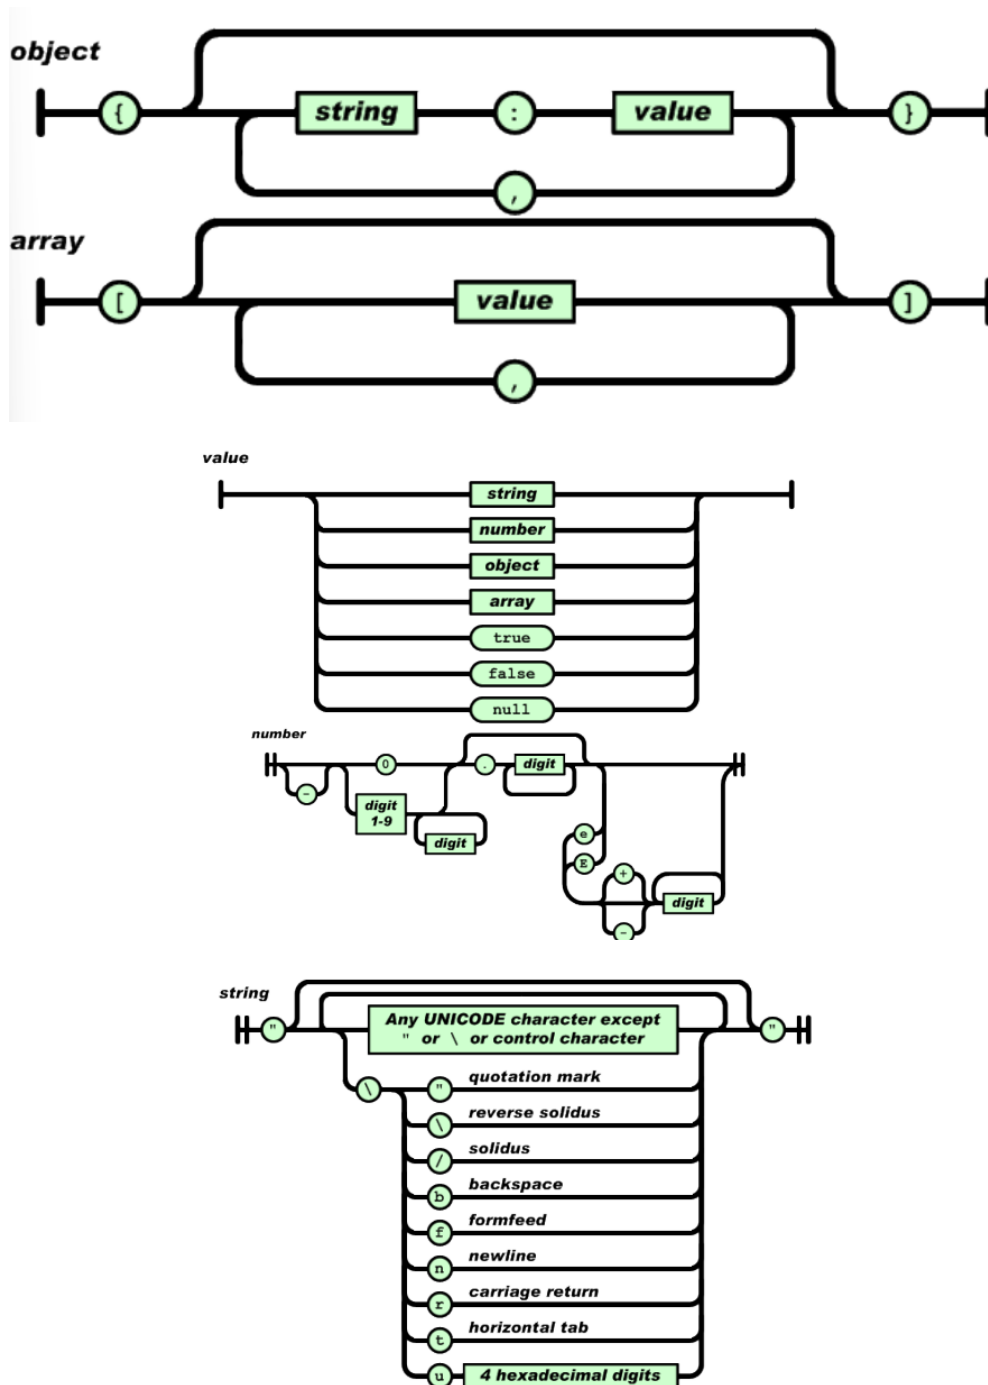 object
{ string : value }
,
array
[ value ]
,
value
string
number
object
array
true
false
null
number
0 . digit
-
digit
1-9
digit
e
E
+
digit
-
string
" Any UNICODE character except
" or \ or control character "
\ " quotation mark
\ reverse solidus
/ solidus
b backspace
f formfeed
n newline
r carriage return
t horizontal tab
u 4 hexadecimal digits